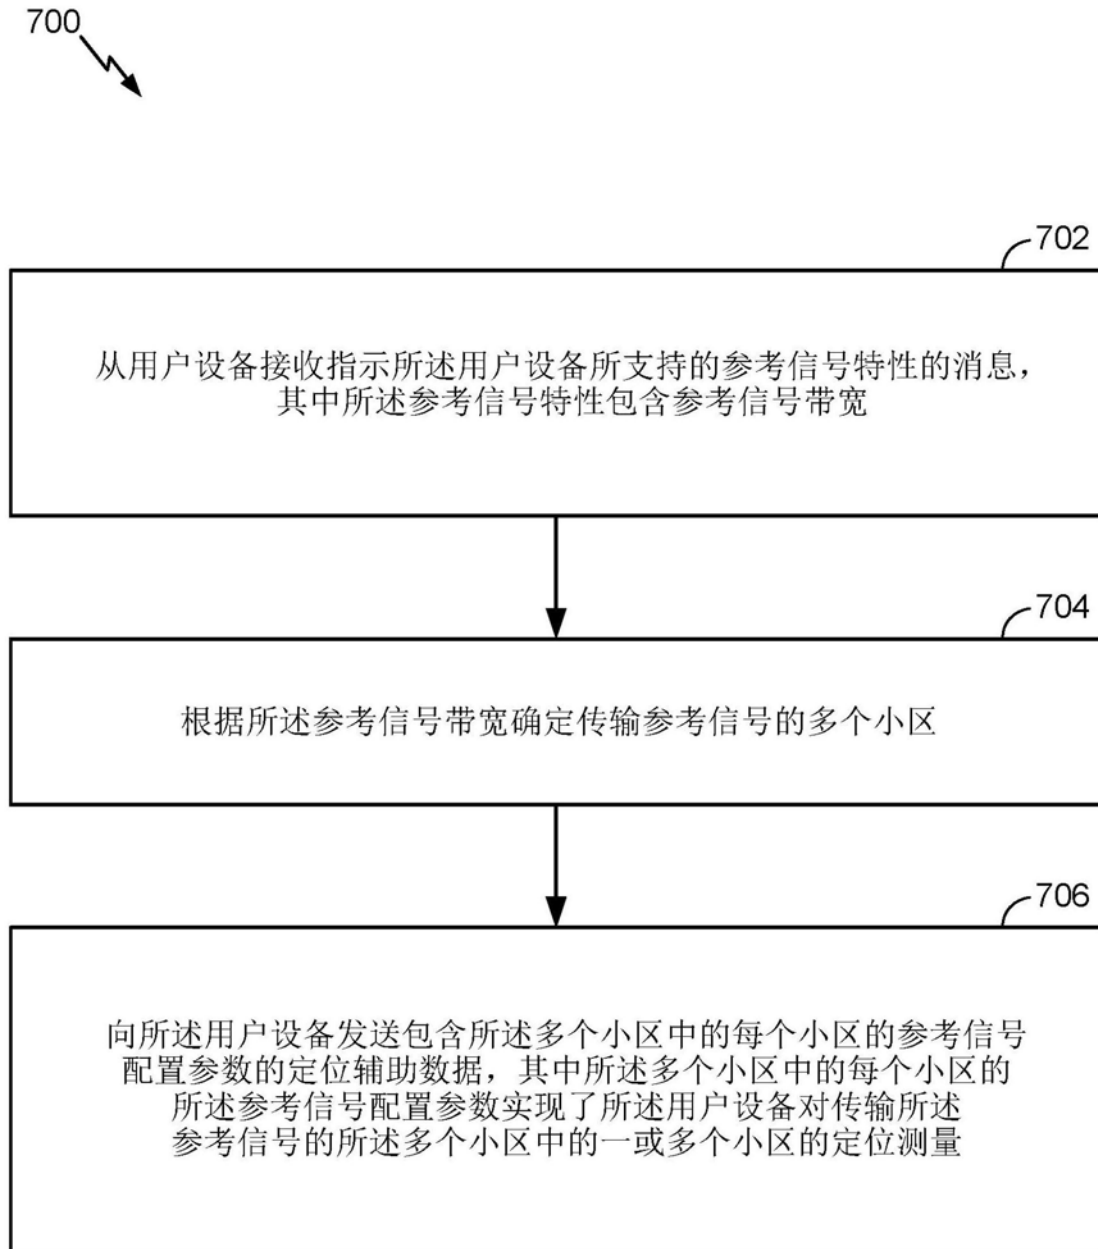 700
702
从用户设备接收指示所述用户设备所支持的参考信号特性的消息，
其中所述参考信号特性包含参考信号带宽
704
根据所述参考信号带宽确定传输参考信号的多个小区
706
向所述用户设备发送包含所述多个小区中的每个小区的参考信号
配置参数的定位辅助数据，其中所述多个小区中的每个小区的
所述参考信号配置参数实现了所述用户设备对传输所述
参考信号的所述多个小区中的一或多个小区的定位测量